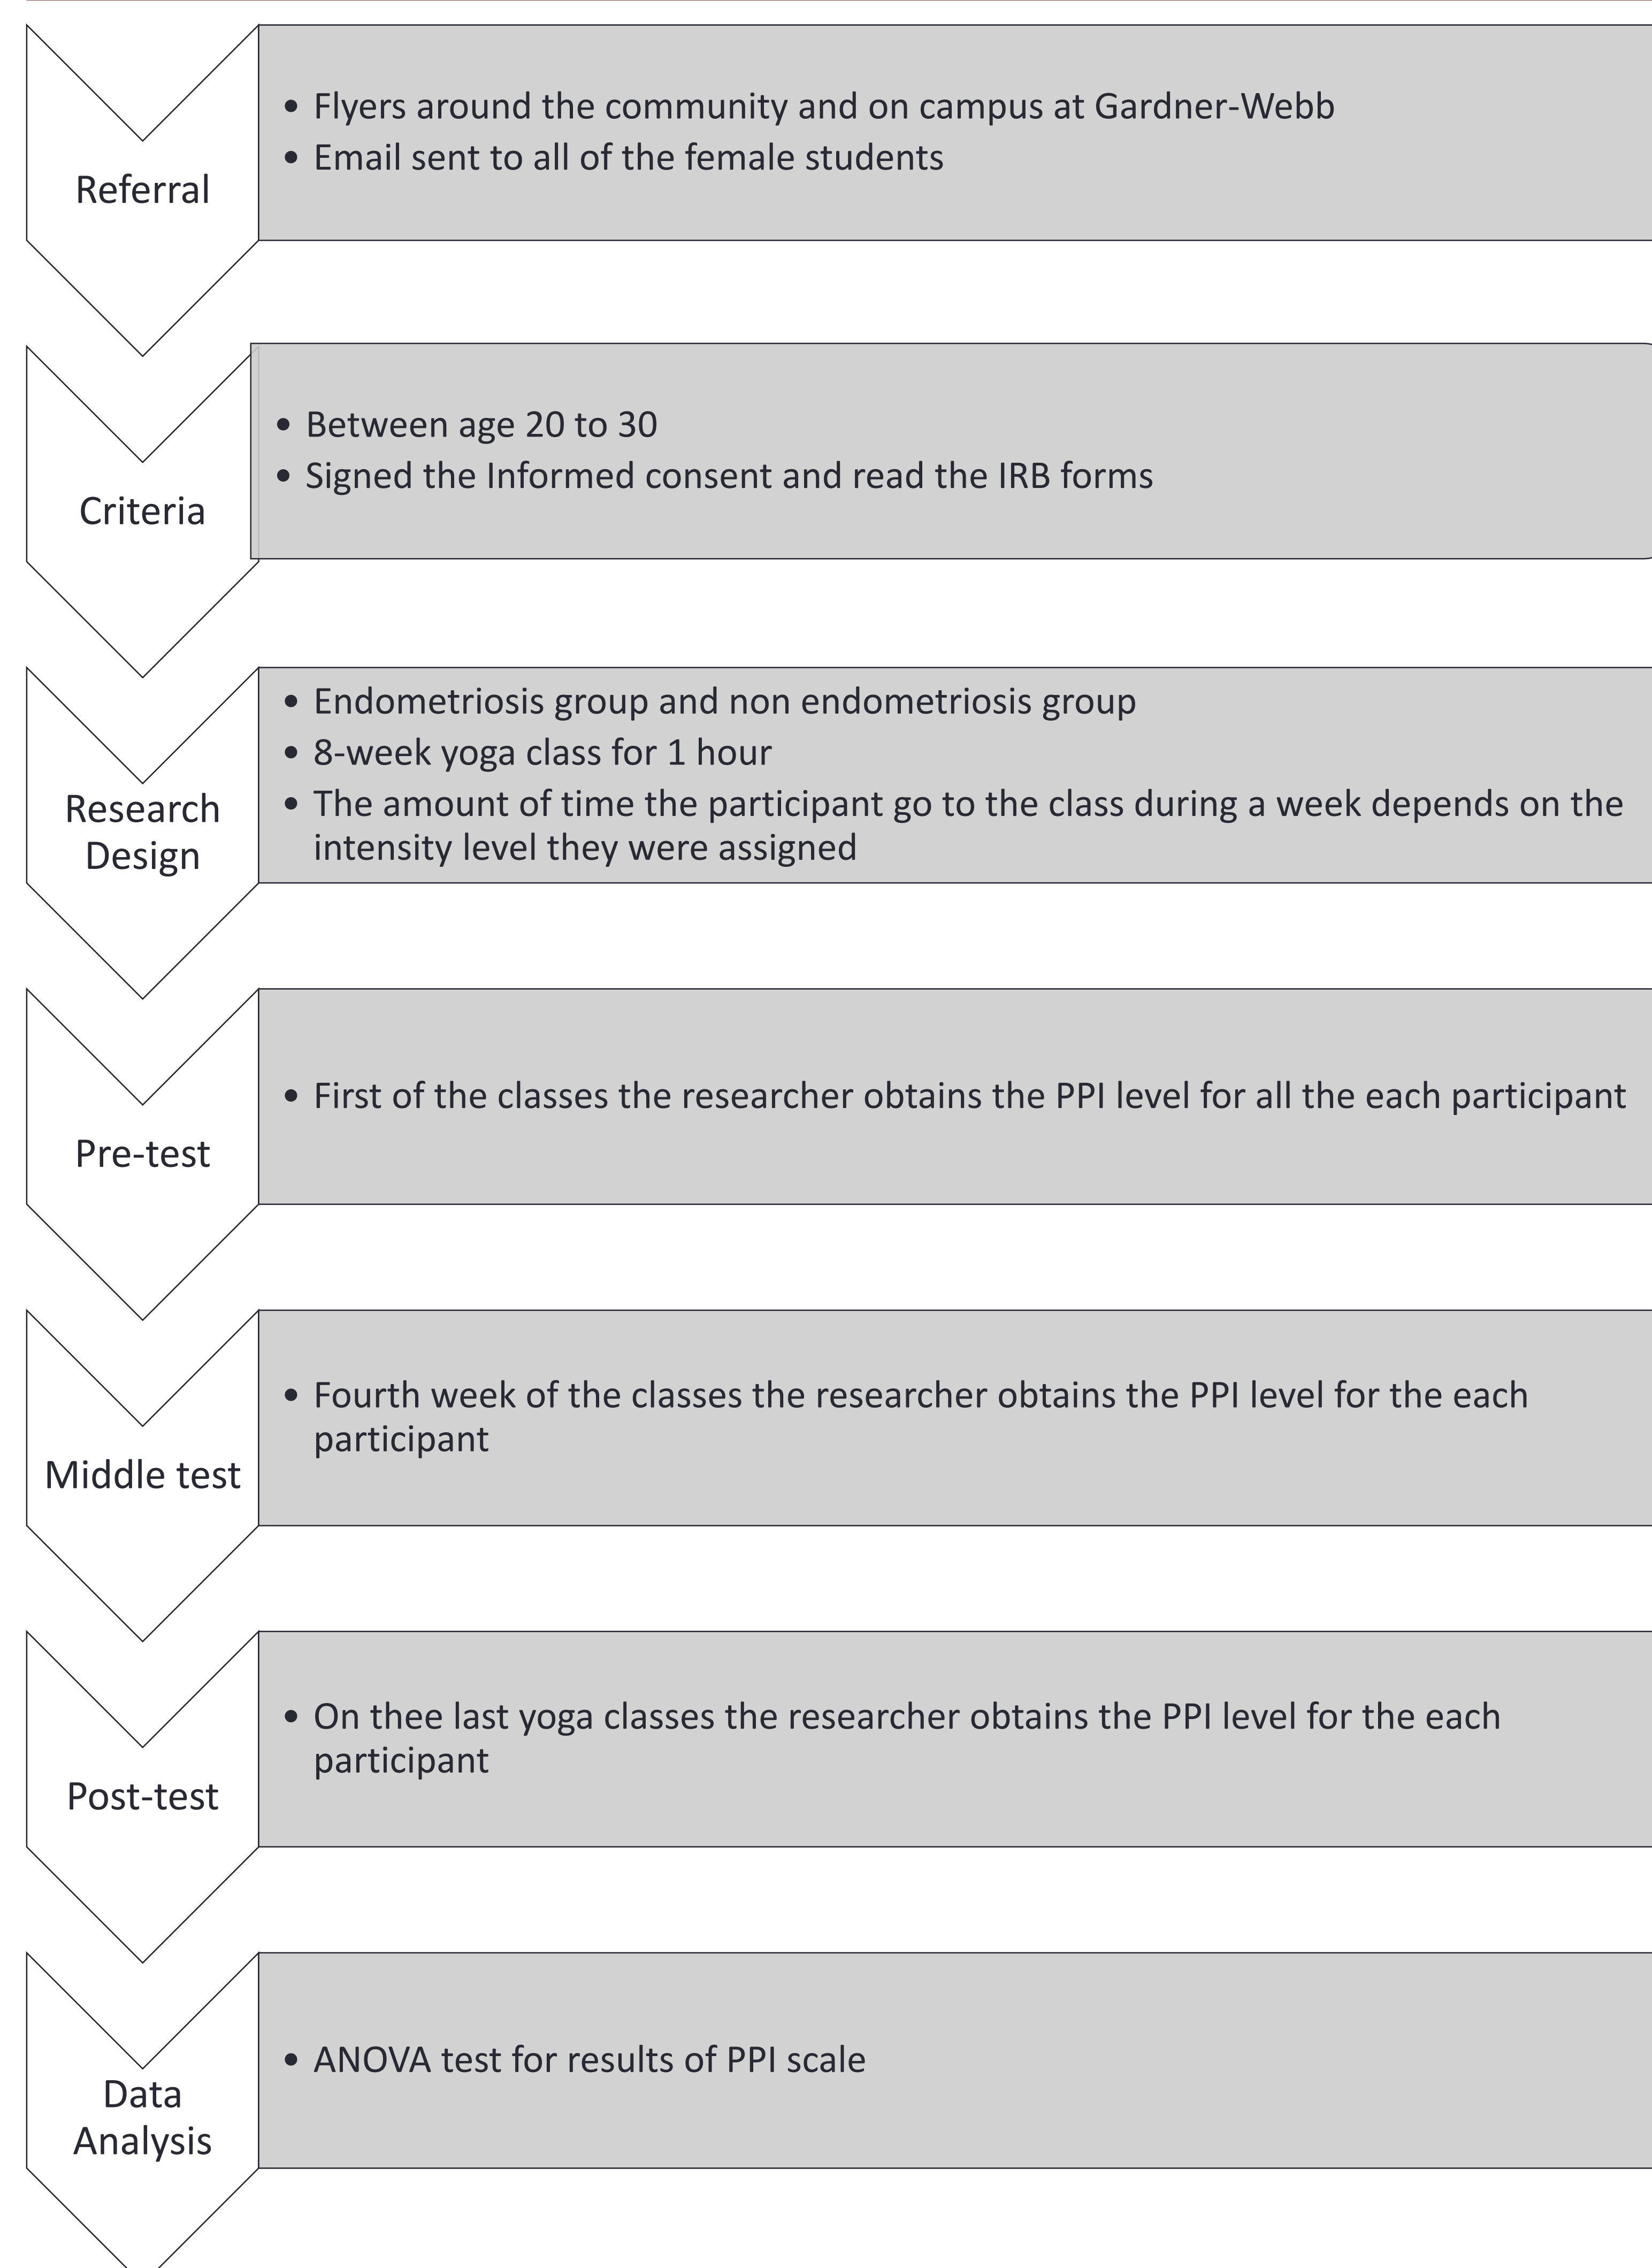 Referral
• Flyers around the community and on campus at Gardner-Webb
• Email sent to all of the female students
Criteria
• Between age 20 to 30
• Signed the Informed consent and read the IRB forms
Research
Design
• Endometriosis group and non endometriosis group
• 8-week yoga class for 1 hour
• The amount of time the participant go to the class during a week depends on the
intensity level they were assigned
Pre-test
• First of the classes the researcher obtains the PPI level for all the each participant
Middle test
• Fourth week of the classes the researcher obtains the PPI level for the each
participant
Post-test
• On thee last yoga classes the researcher obtains the PPI level for the each
participant
Data
Analysis
• ANOVA test for results of PPI scale